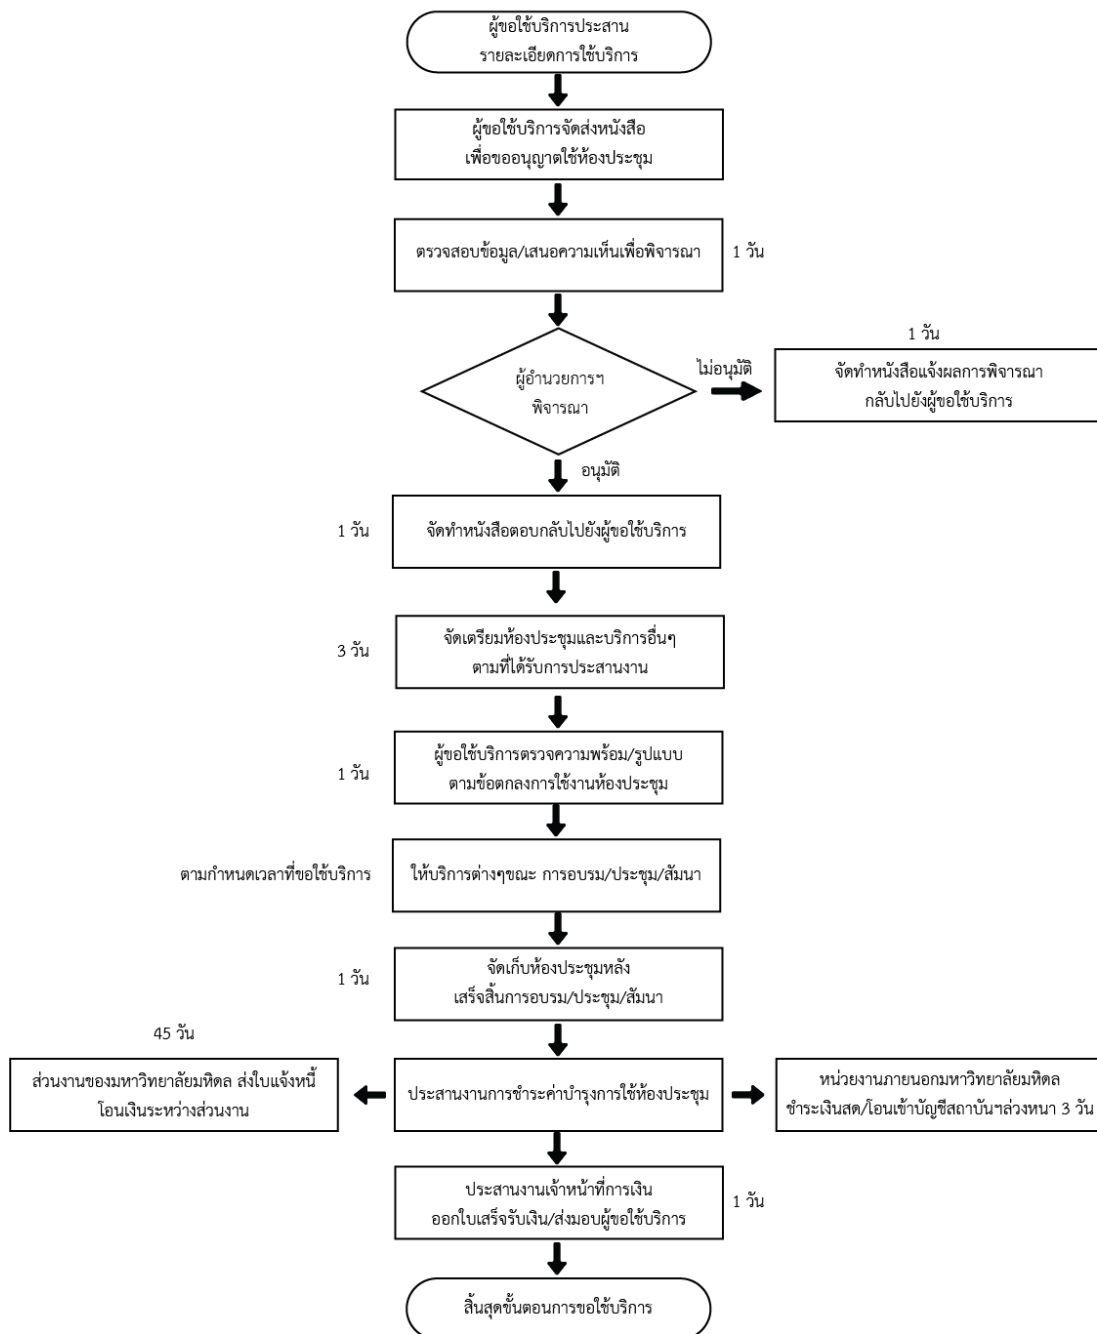 ผู้ขอใช้บริการประสาน
รายละเอียดการใช้บริการ
ผู้ขอใช้บริการจัดส่งหนังสือ
เพื่อขออนุญาตใช้ห้องประชุม
ตรวจสอบข้อมูล/เสนอความเห็นเพื่อพิจารณา
1 วัน
ผู้อำนวยการฯ
พิจารณา
ไม่อนุมัติ
1 วัน
จัดทำหนังสือแจ้งผลการพิจารณา
กลับไปยังผู้ขอใช้บริการ
อนุมัติ
1 วัน
จัดทำหนังสือตอบกลับไปยังผู้ขอใช้บริการ
3 วัน
จัดเตรียมห้องประชุมและบริการอื่นๆ
ตามที่ได้รับการประสานงาน
1 วัน
ผู้ขอใช้บริการตรวจความพร้อม/รูปแบบ
ตามข้อตกลงการใช้งานห้องประชุม
ตามกำหนดเวลาที่ขอใช้บริการ
ให้บริการต่างๆขณะ การอบรม/ประชุม/สัมนา
1 วัน
จัดเก็บห้องประชุมหลัง
เสร็จสิ้นการอบรม/ประชุม/สัมนา
45 วัน
ส่วนงานของมหาวิทยาลัยมหิดล ส่งใบแจ้งหนี้
โอนเงินระหว่างส่วนงาน
ประสานงานการชำระค่าบำรุงการใช้ห้องประชุม
หน่วยงานภายนอกมหาวิทยาลัยมหิดล
ชำระเงินสด/โอนเข้าบัญชีสถาบันฯล่วงหนา 3 วัน
ประสานงานเจ้าหน้าที่การเงิน
ออกใบเสร็จรับเงิน/ส่งมอบผู้ขอใช้บริการ
1 วัน
สิ้นสุดขั้นตอนการขอใช้บริการ